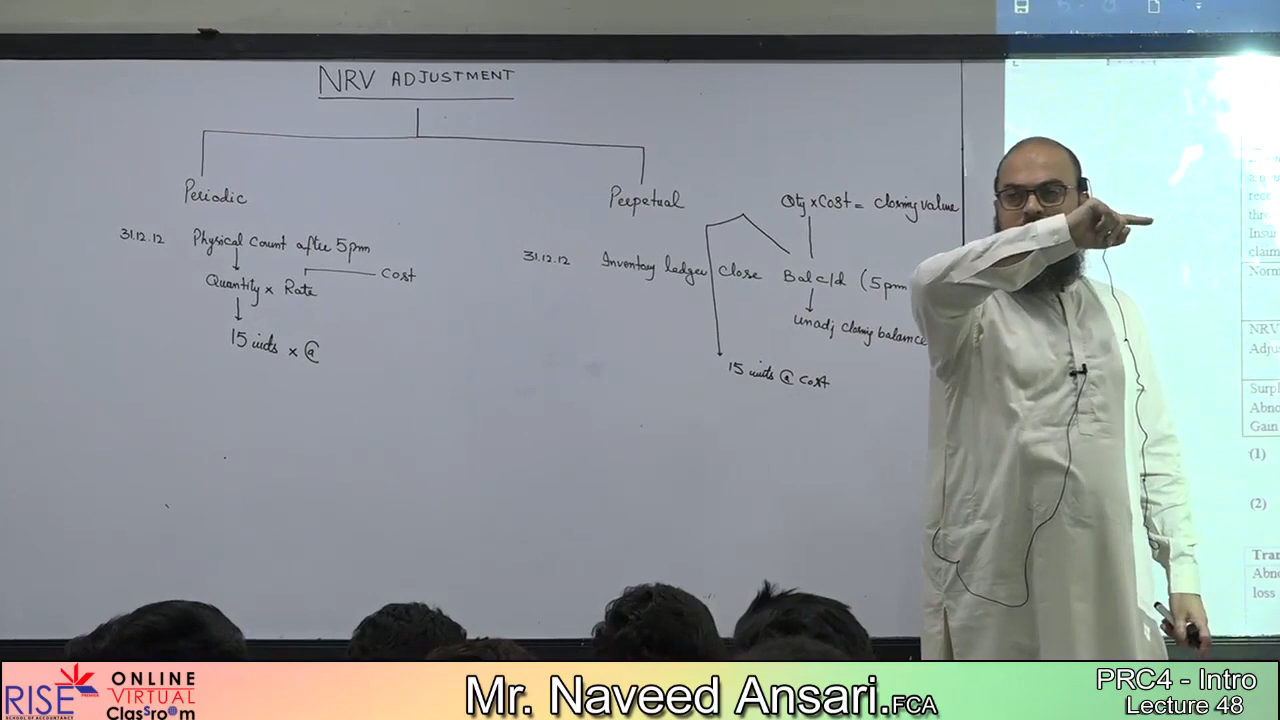 NRV ADJUSTMENT
Periodic
31.12.12 Physical Count after 5pm
Quantity x Rate
Cost
15 units x @
Perpetual
Qty x Cost = closing value
31.12.12 Inventory ledger close Bal c/d (5pm
unadj closing balance
15 units @ cost
Norm
NRV
Adju
Surpl
Abno
Gain
(1)
(2)
Tran
Abno
loss
RISE
PREMIER
SCHOOL OF ACCOUNTANCY
ONLINE
VIRTUAL
ClassrOom
Mr. Naveed Ansari.FCA
PRC4 - Intro
Lecture 48